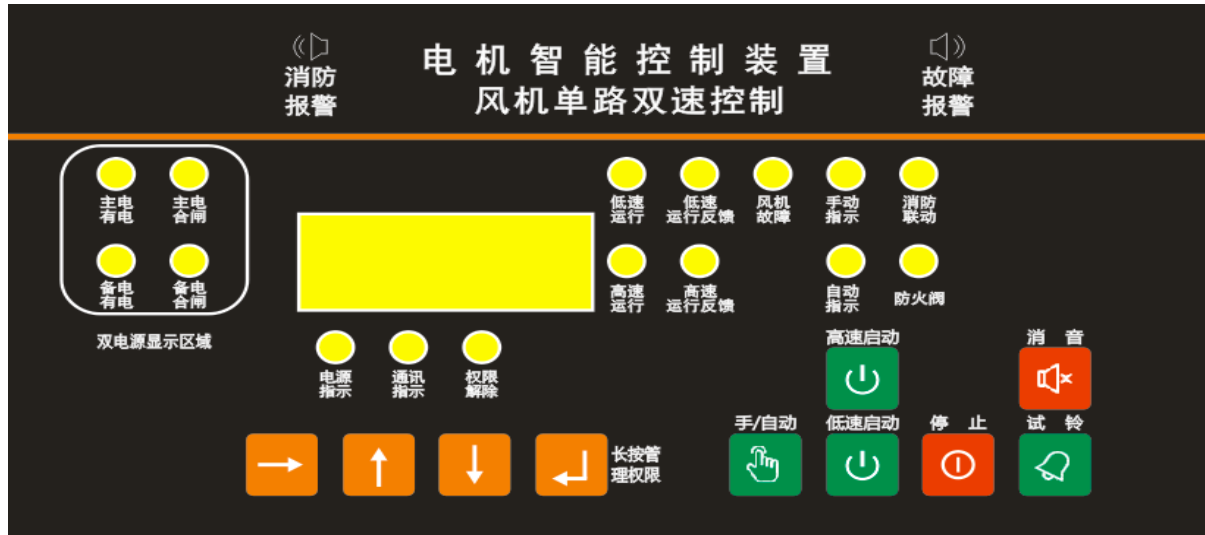 消防
报警
电机智能控制装置
风机单路双速控制
故障
报警
主电
有电
主电
合闸
备电
有电
备电
合闸
双电源显示区域
低速
运行
低速
运行反馈
风机
故障
手动
指示
消防
联动
高速
运行
高速
运行反馈
自动
指示
防火阀
电源
指示
通讯
指示
权限
解除
高速启动
消音
手/自动
低速启动
停止
试铃
长按管
理权限